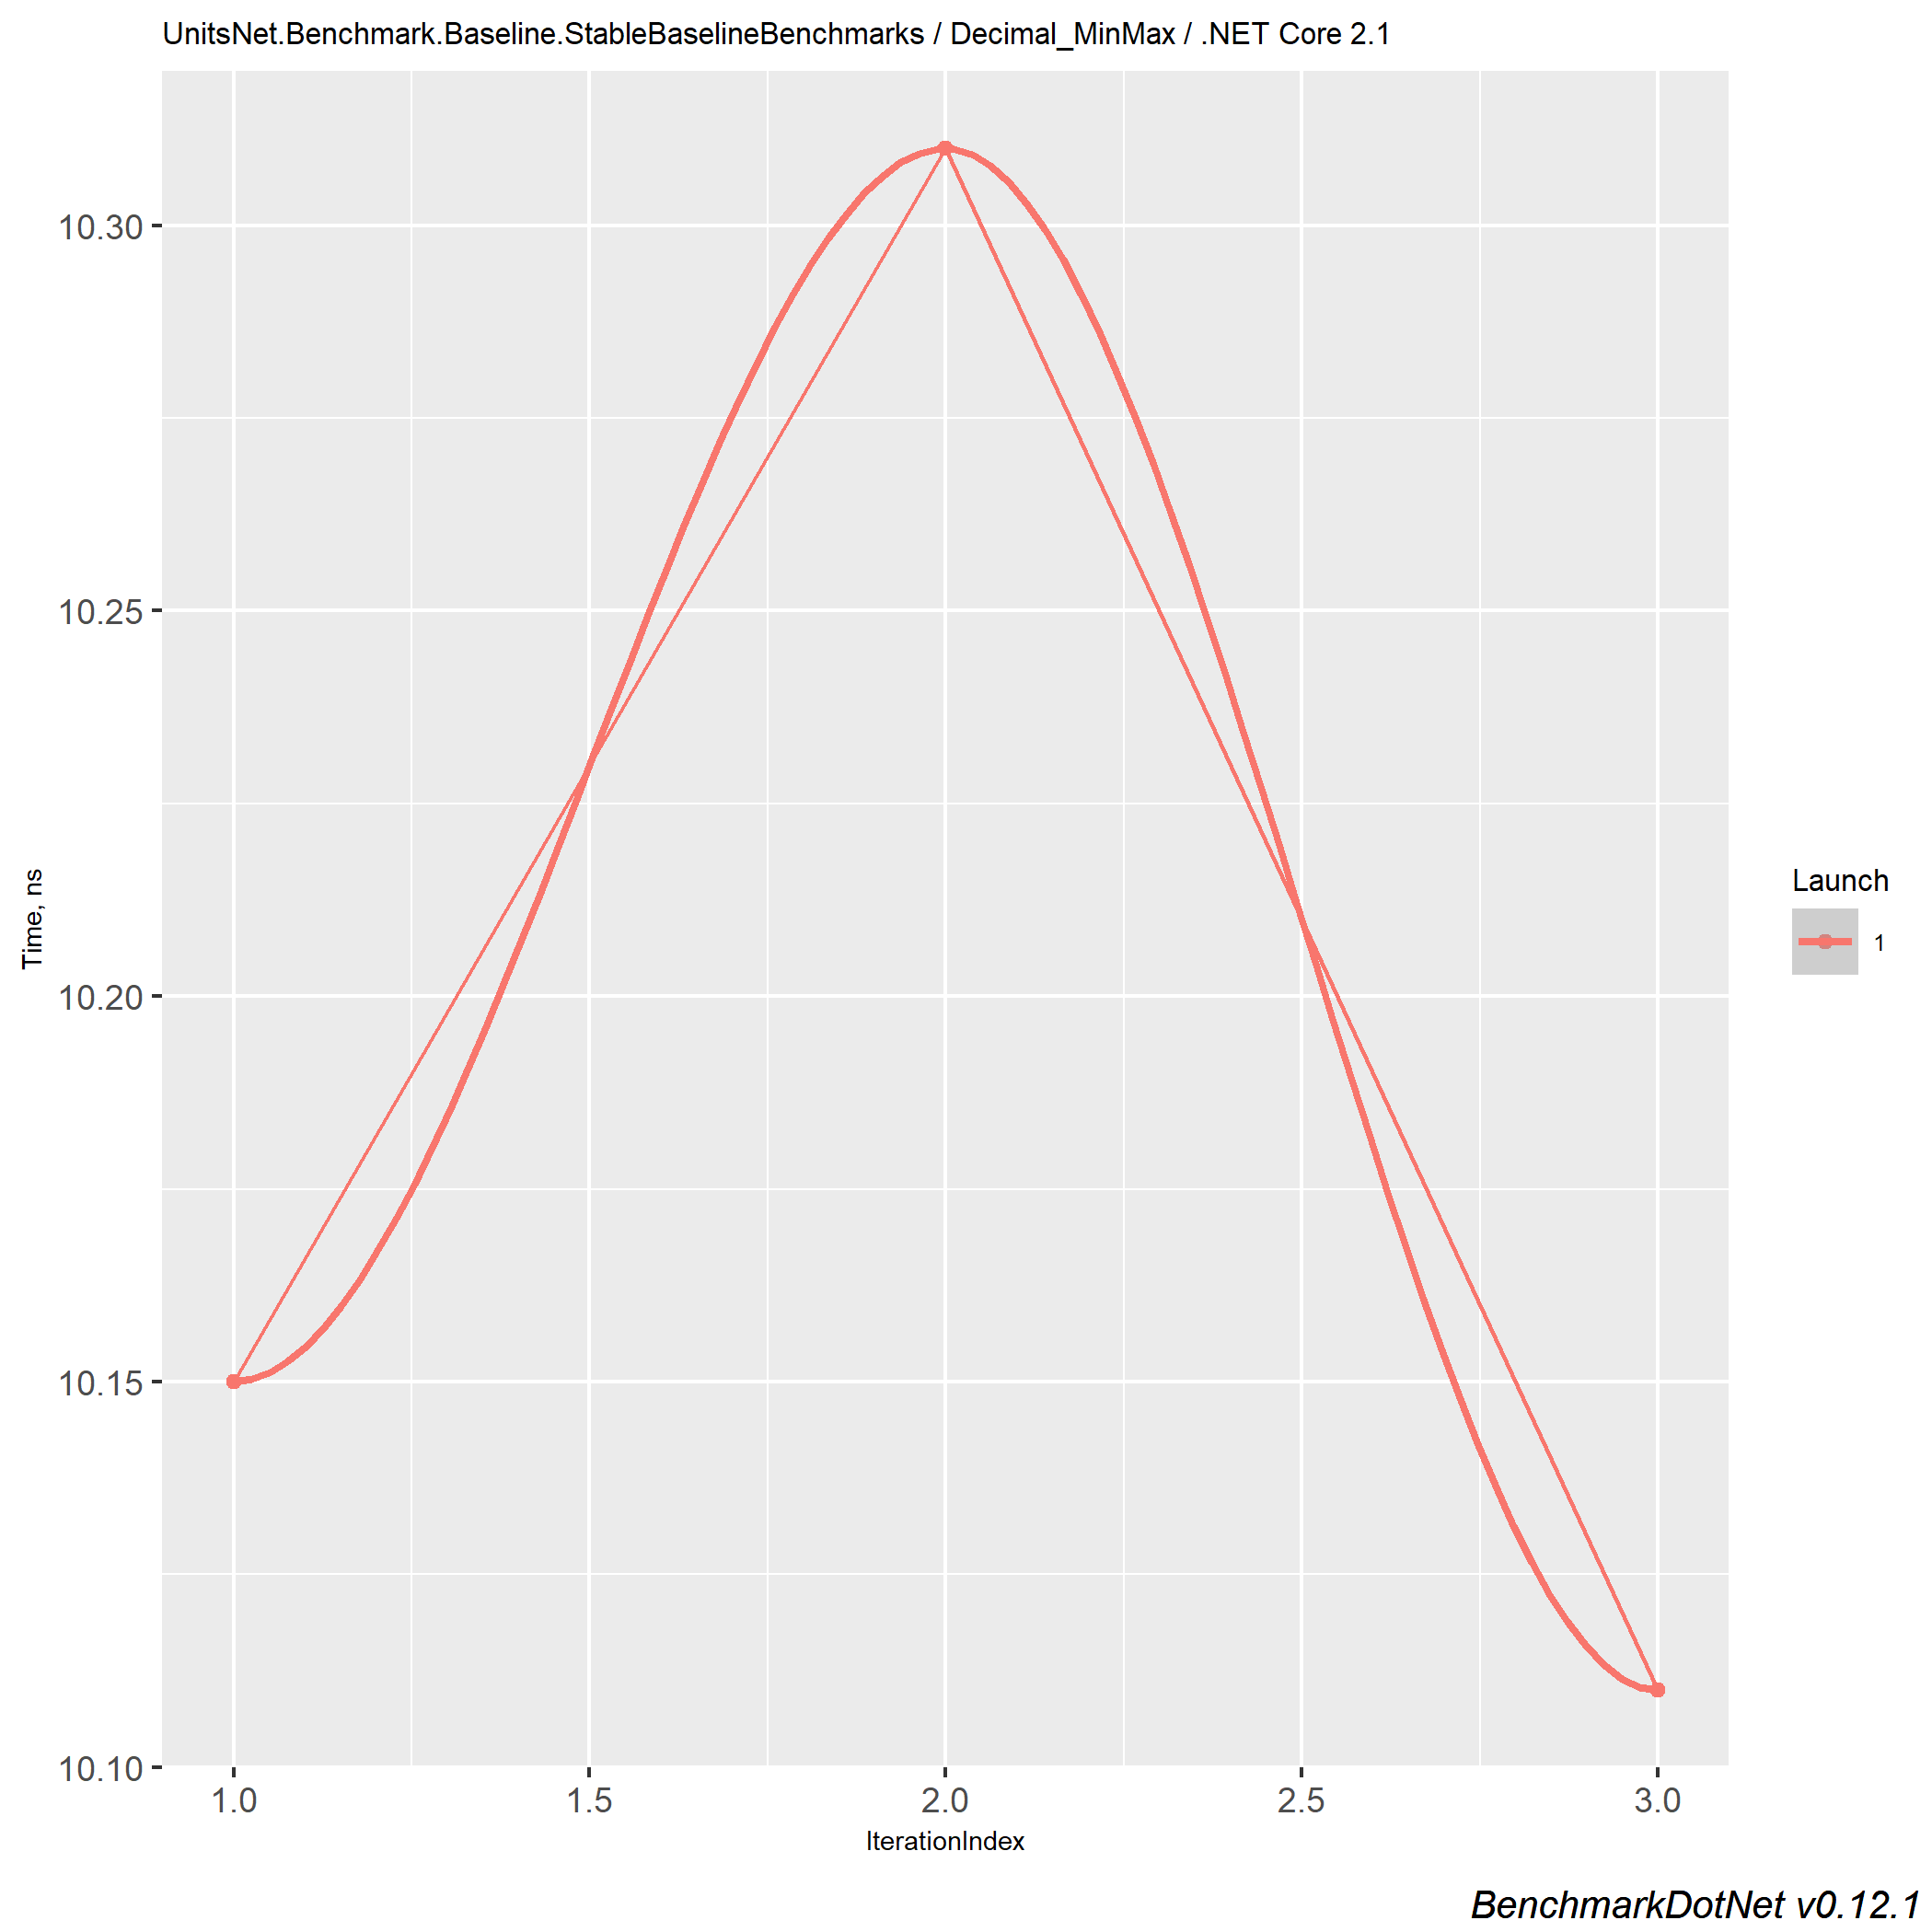 UnitsNet.Benchmark.Baseline.StableBaselineBenchmarks / Decimal_MinMax / .NET Core 2.1
10.30
10.25
10.20
10.15
10.10
Time, ns
1.0 1.5 2.0 2.5 3.0
IterationIndex
Launch
1
BenchmarkDotNet v0.12.1